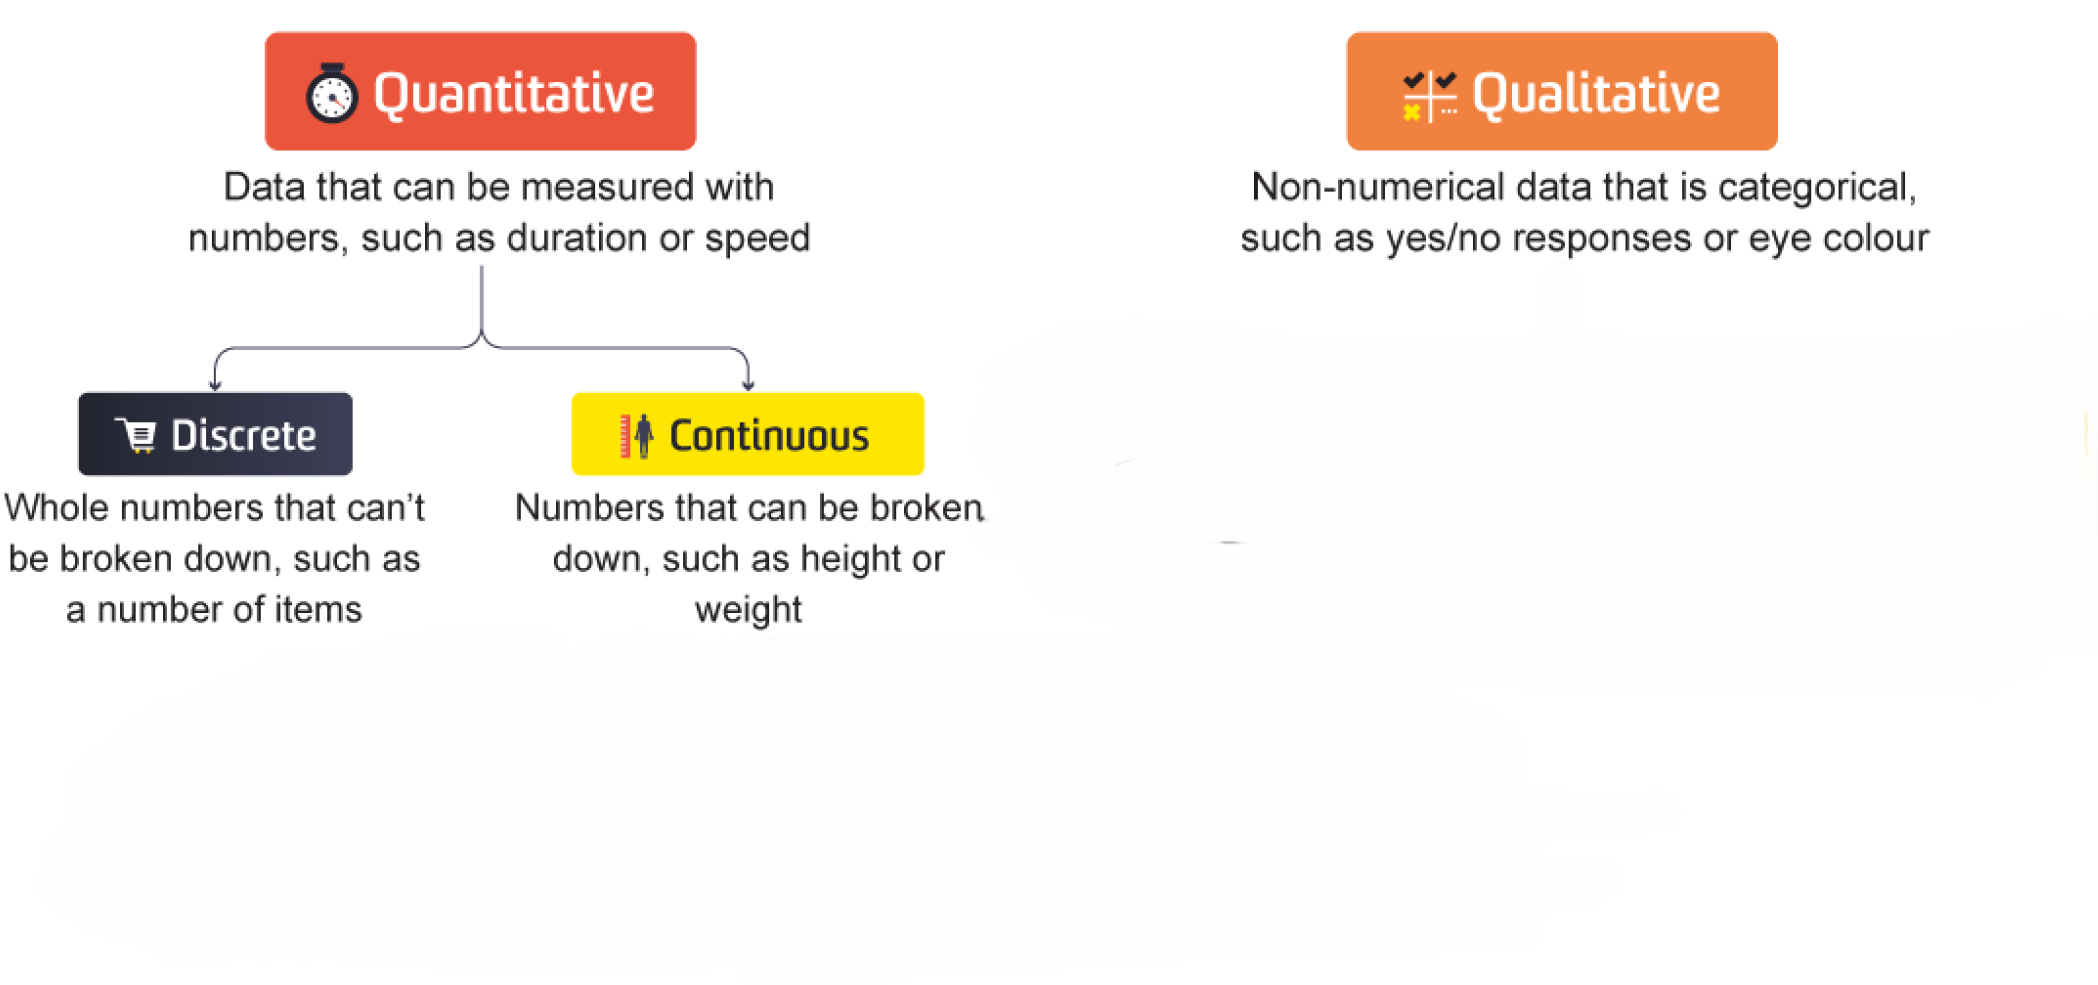 Quantitative
Data that can be measured with
numbers, such as duration or speed
Qualitative
Non-numerical data that is categorical,
such as yes/no responses or eye colour
Discrete
Whole numbers that can't
be broken down, such as
a number of items
Continuous
Numbers that can be broken
down, such as height or
weight